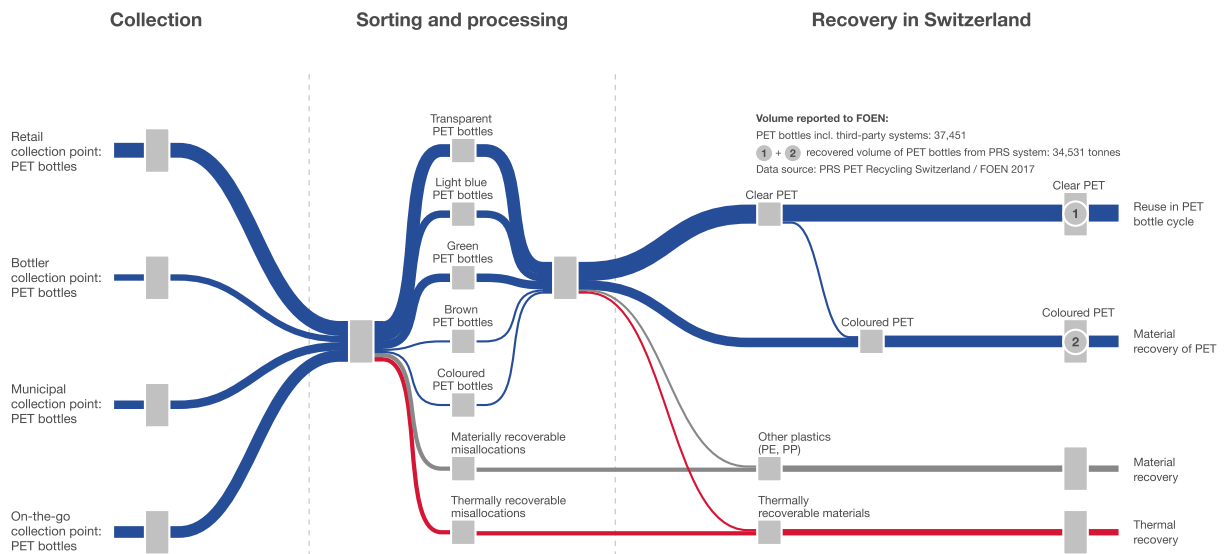 Collection
Sorting and processing
Recovery in Switzerland
Retail
collection point:
PET bottles
Bottler
collection point:
PET bottles
Municipal
collection point:
PET bottles
On-the-go
collection point:
PET bottles
Transparent
PET bottles
Light blue
PET bottles
Green
PET bottles
Brown
PET bottles
Coloured
PET bottles
Materially recoverable
misallocations
Thermally recoverable
misallocations
Volume reported to FOEN:
PET bottles incl. third-party systems: 37,451
1 + 2 recovered volume of PET bottles from PRS system: 34,531 tonnes
Data source: PRS PET Recycling Switzerland / FOEN 2017
Clear PET
Coloured PET
Other plastics
(PE, PP)
Thermally
recoverable materials
Clear PET
1
Coloured PET
2
Reuse in PET
bottle cycle
Material
recovery of PET
Material
recovery
Thermal
recovery